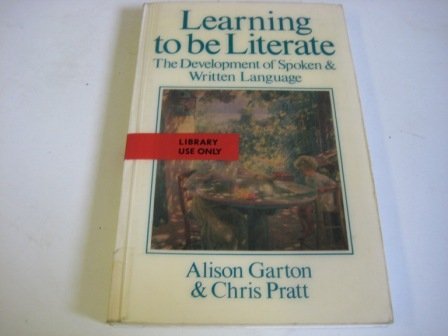 Learning
to be Literate
The Development of Spoken &
Written Language
LIBRARY
USE ONLY
Alison Garton
& Chris Pratt